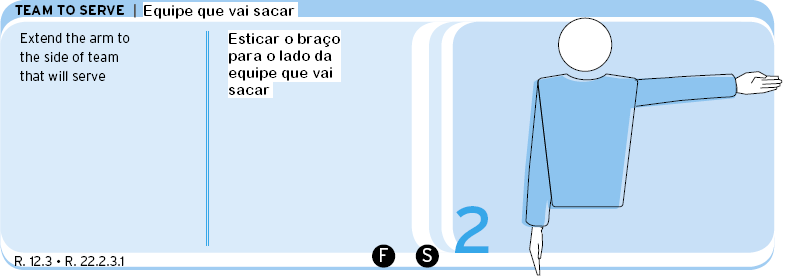 TEAM TO SERVE | Equipe que vai sacar
Extend the arm to
the side of team
that will serve
Esticar o braço
para o lado da
equipe que vai
sacar
2
R. 12.3 • R. 22.2.3.1
F S